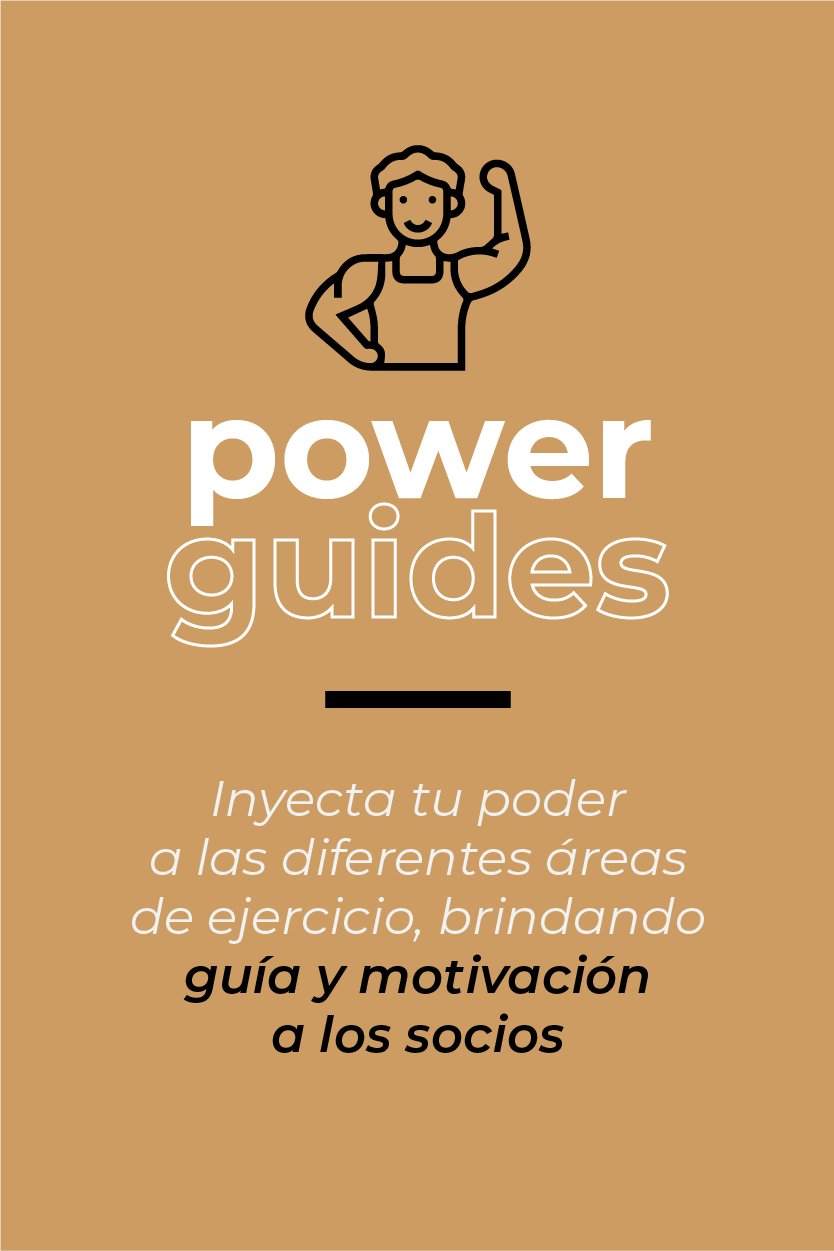 power
guides
Inyecta tu poder
a las diferentes áreas
de ejercicio, brindando
guía y motivación
a los socios